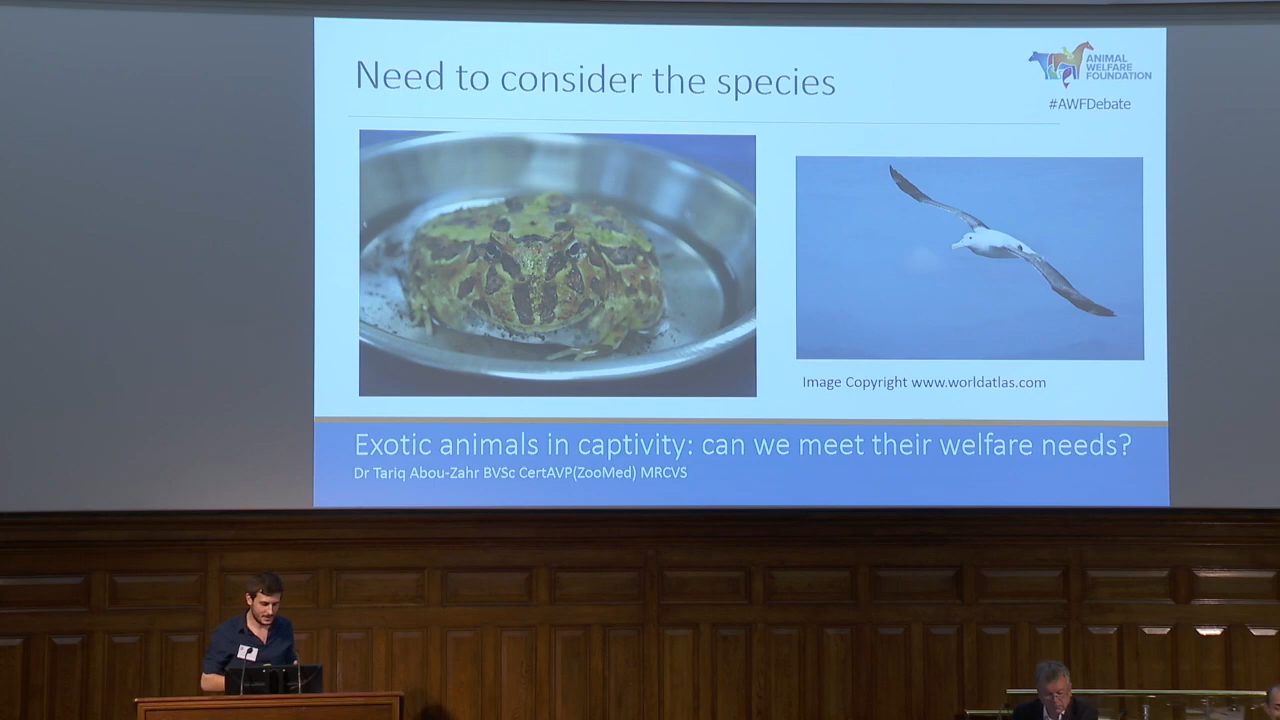 Need to consider the species
ANIMAL
WELFARE
FOUNDATION
#AWFDebate
Image Copyright www.worldatlas.com
Exotic animals in captivity: can we meet their welfare needs?
Dr Tariq Abou-Zahr BVSc CertAVP(ZooMed) MRCVS